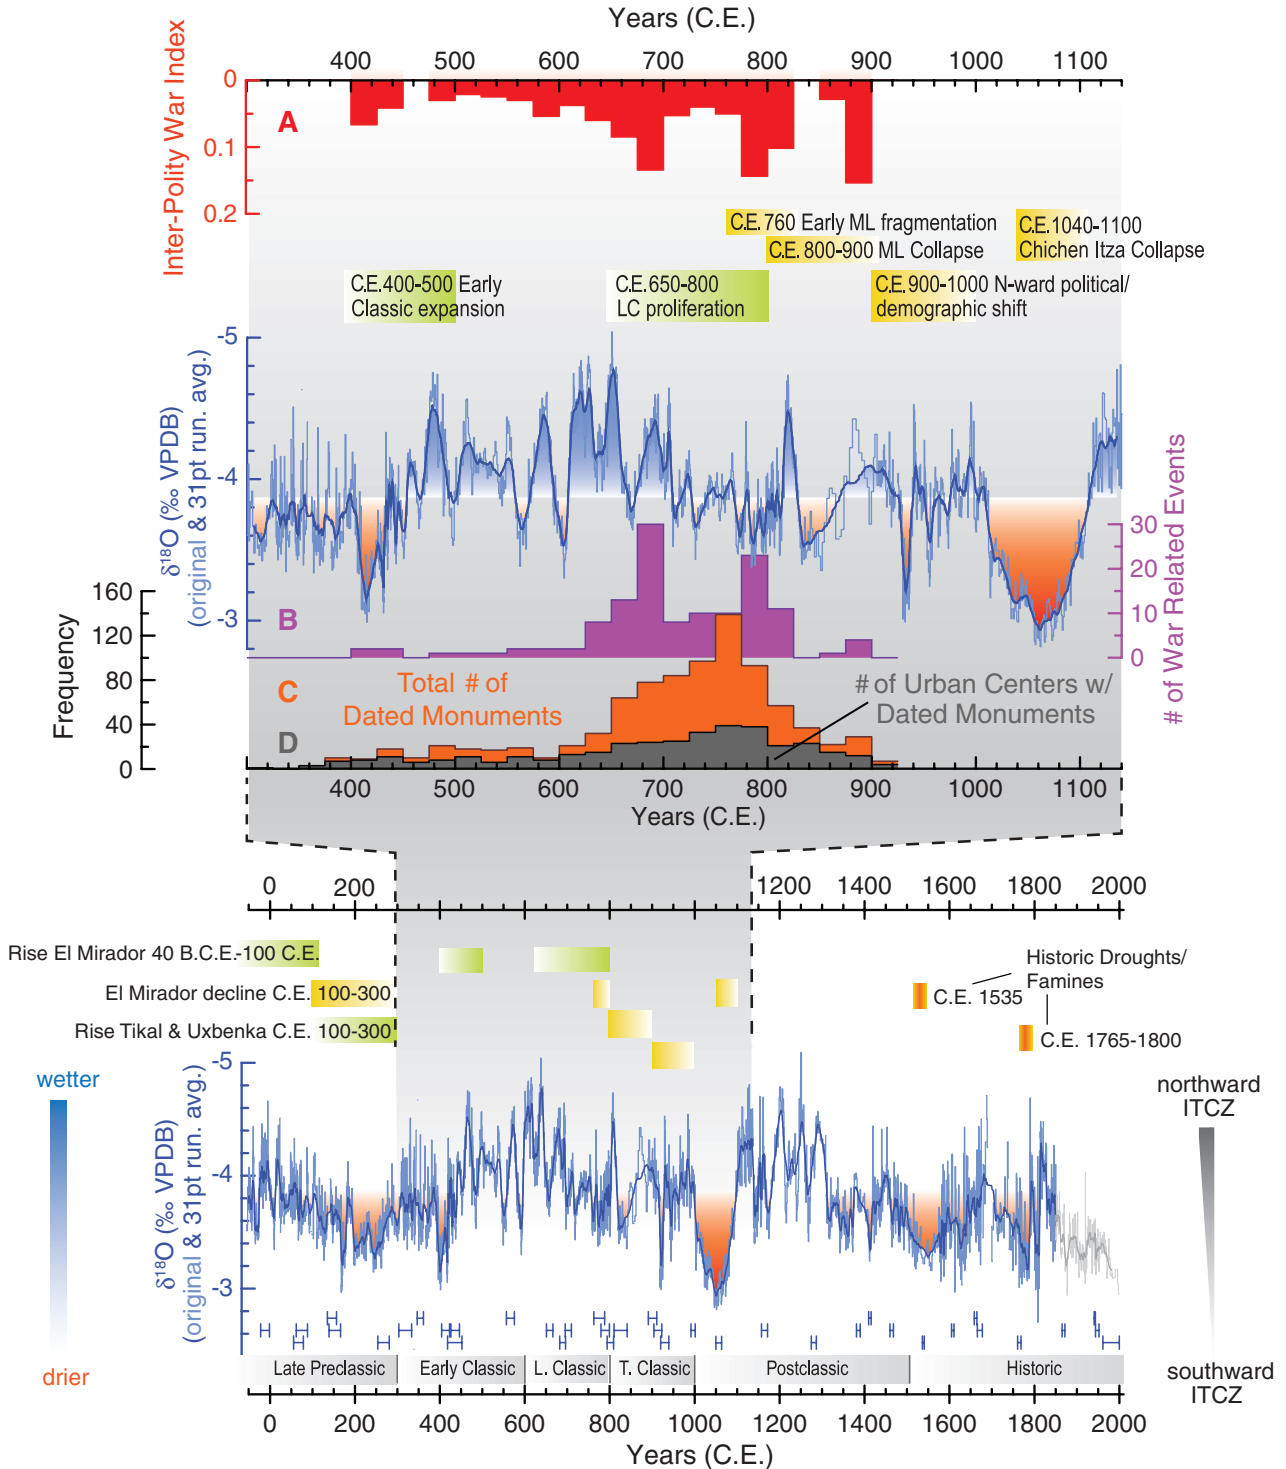 Years (C.E.)
400 500 600 700 800 900 1000 1100
Inter-Polity War Index
0
0.1
0.2
A
C.E. 760 Early ML fragmentation
C.E. 800-900 ML Collapse
C.E. 1040-1100
Chichen Itza Collapse
C.E. 400-500 Early
Classic expansion
C.E. 650-800
LC proliferation
C.E. 900-1000 N-ward political/
demographic shift
-5
-4
-3
δ18O (‰ VPDB)
(original & 31pt run. avg.)
30
20
10
0
# of War Related Events
B
Frequency
160
120
80
40
0
C
Total # of
Dated Monuments
# of Urban Centers w/
Dated Monuments
D
400 500 600 700 800 900 1000 1100
Years (C.E.)
0 200 1200 1400 1600 1800 2000
Rise El Mirador 40 B.C.E.-100 C.E.
El Mirador decline C.E. 100-300
Rise Tikal & Uxbenka C.E. 100-300
Historic Droughts/
Famines
C.E. 1535
C.E. 1765-1800
wetter
drier
-5
-4
-3
δ18O (‰ VPDB)
(original & 31pt run. avg.)
northward
ITCZ
southward
ITCZ
Late Preclassic Early Classic L. Classic T. Classic Postclassic Historic
0 200 400 600 800 1000 1200 1400 1600 1800 2000
Years (C.E.)